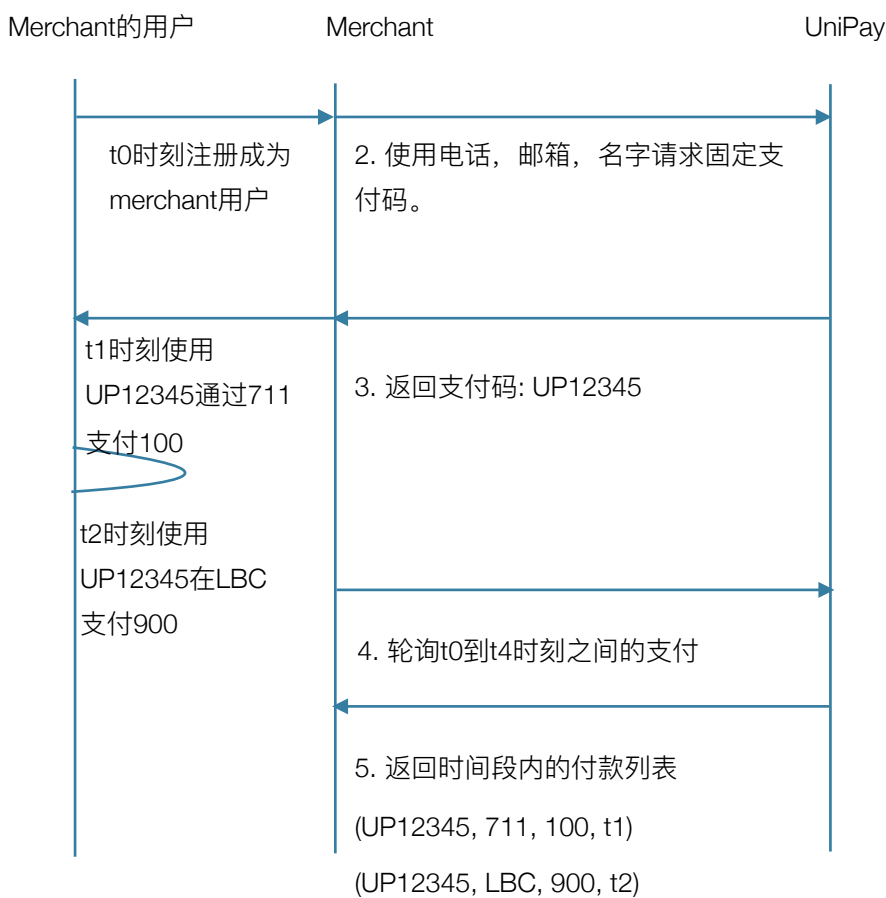 Merchant的用户
Merchant
UniPay
t0时刻注册成为
merchant用户
2. 使用电话，邮箱，名字请求固定支
付码。
t1时刻使用
UP12345通过711
支付100
3. 返回支付码: UP12345
t2时刻使用
UP12345在LBC
支付900
4. 轮询t0到t4时刻之间的支付
5. 返回时间段内的付款列表
(UP12345, 711, 100, t1)
(UP12345, LBC, 900, t2)